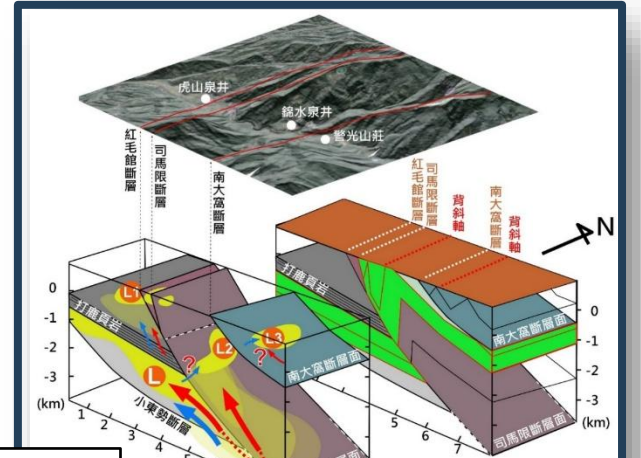 虎山泉井
錦水泉井
警光山莊
紅毛館斷層
司馬限斷層
南大窩斷層
紅毛館斷層
司馬限斷層
背斜軸
南大窩斷層
背斜軸
N
0
-1
-2
-3
(km)
1
2
3
打鹿頁岩
L1
L2
L3
L
?
?
小東勢斷層
南大窩斷層面
打鹿頁岩
南大窩斷層面
司馬限斷層面
5
6
7
0
-1
-2
-3
(km)